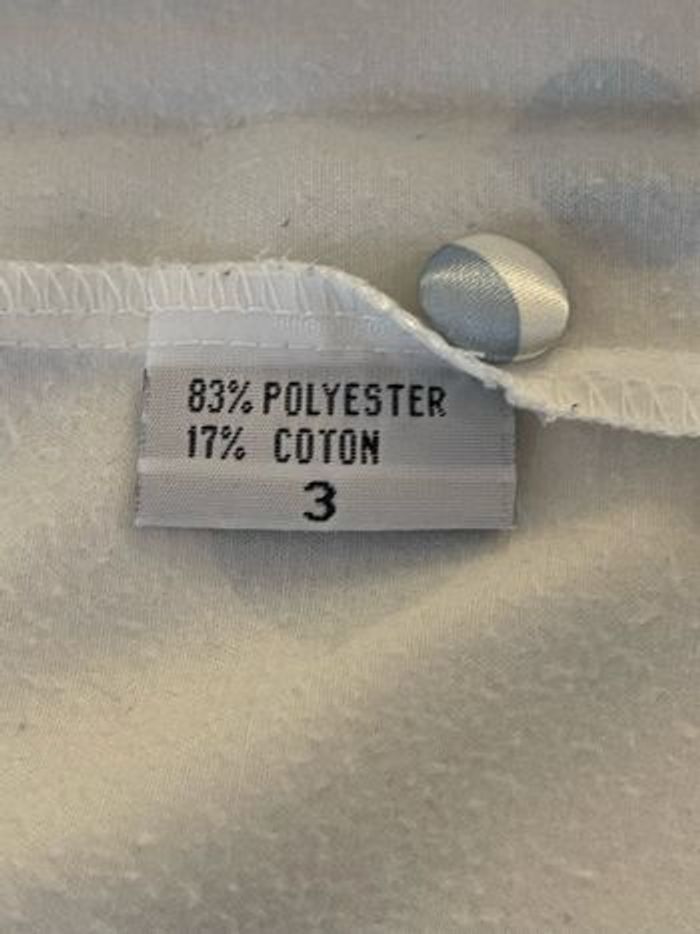 83% POLYESTER
17% COTON
3